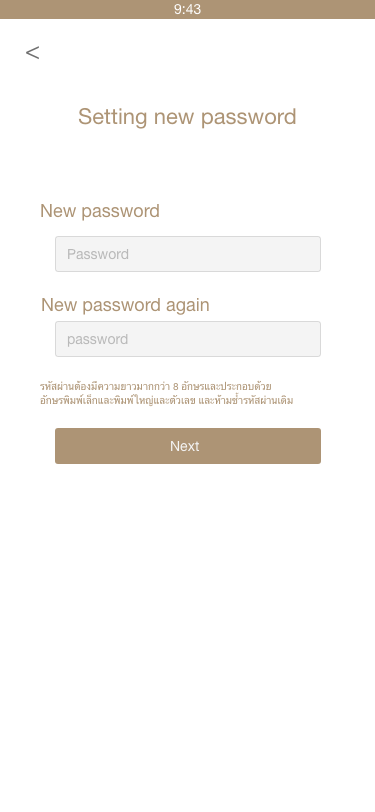 9:43
<
Setting new password
New password
Password
New password again
password
รหัสผ่านต้องมีความยาวมากกว่า 8 อักษรและประกอบด้วย
อักษรพิมพ์เล็กและพิมพ์ใหญ่และตัวเลข และห้ามซ้ำรหัสผ่านเดิม
Next